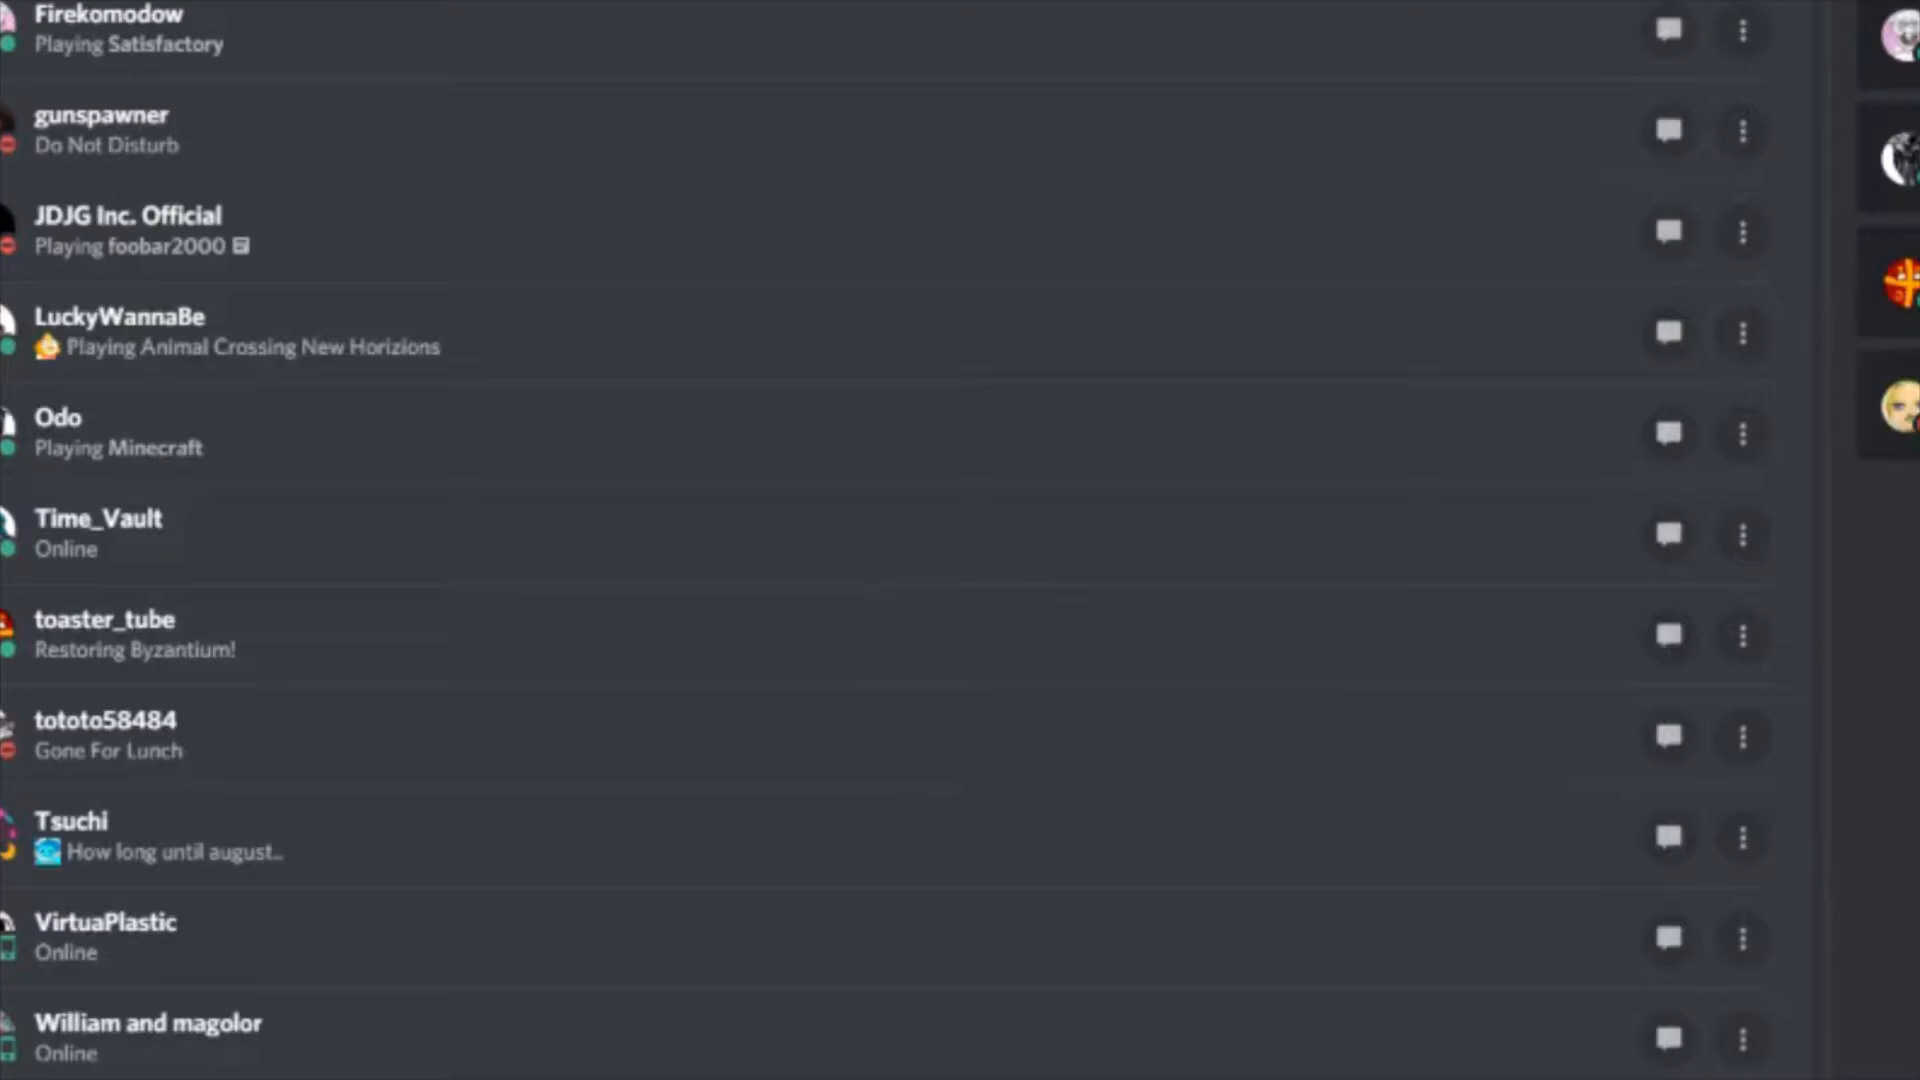 Firekomodow
Playing Satisfactory
gunspawner
Do Not Disturb
JDJG Inc. Official
Playing foobar2000
LuckyWannaBe
Playing Animal Crossing New Horizions
Odo
Playing Minecraft
Time_Vault
Online
toaster_tube
Restoring Byzantium!
tototo58484
Gone For Lunch
Tsuchi
How long until august..
VirtuaPlastic
Online
William and magolor
Online